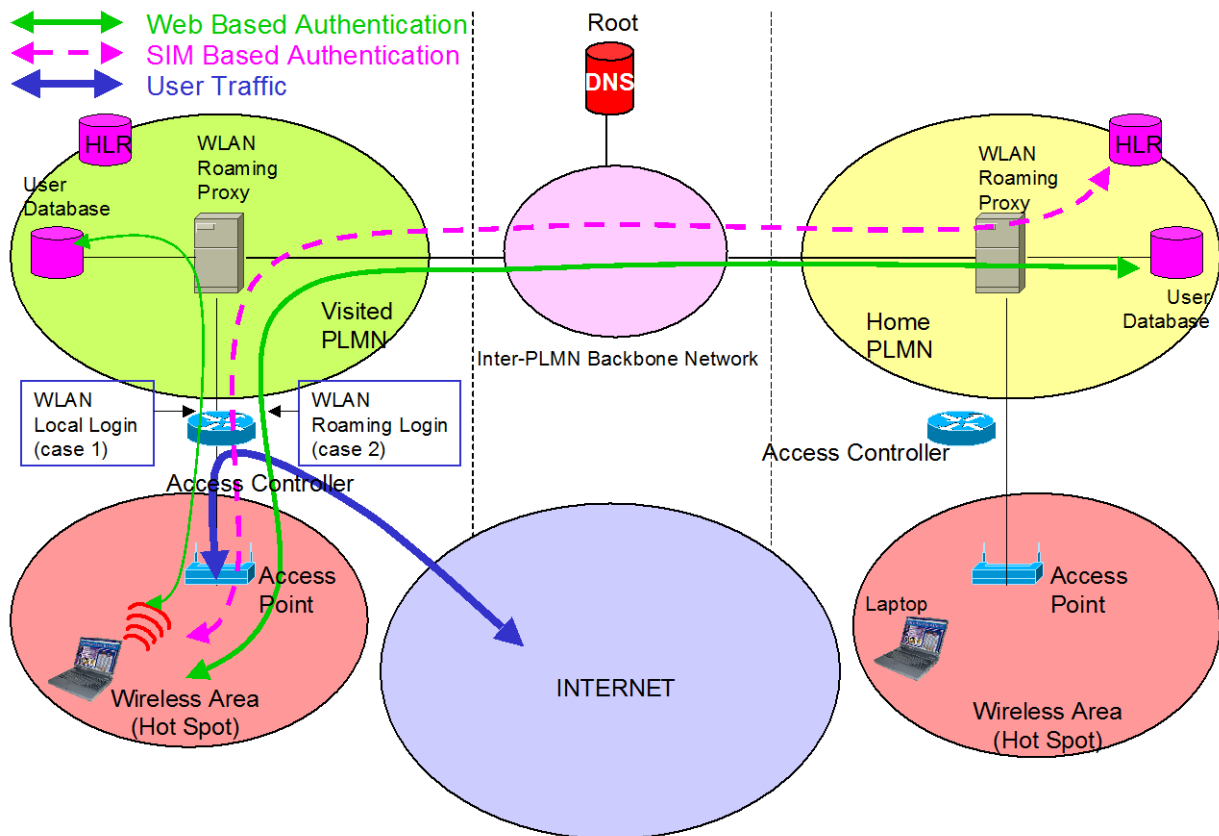 Web Based Authentication
SIM Based Authentication
User Traffic
Root
DNS
HLR
WLAN
Roaming
Proxy
User
Database
Visited
PLMN
Inter-PLMN Backbone Network
WLAN
Roaming
Proxy
HLR
User
Database
Home
PLMN
WLAN
Local Login
(case 1)
WLAN
Roaming Login
(case 2)
Access Controller
Access Controller
Access
Point
Wireless Area
(Hot Spot)
INTERNET
Laptop
Access
Point
Wireless Area
(Hot Spot)